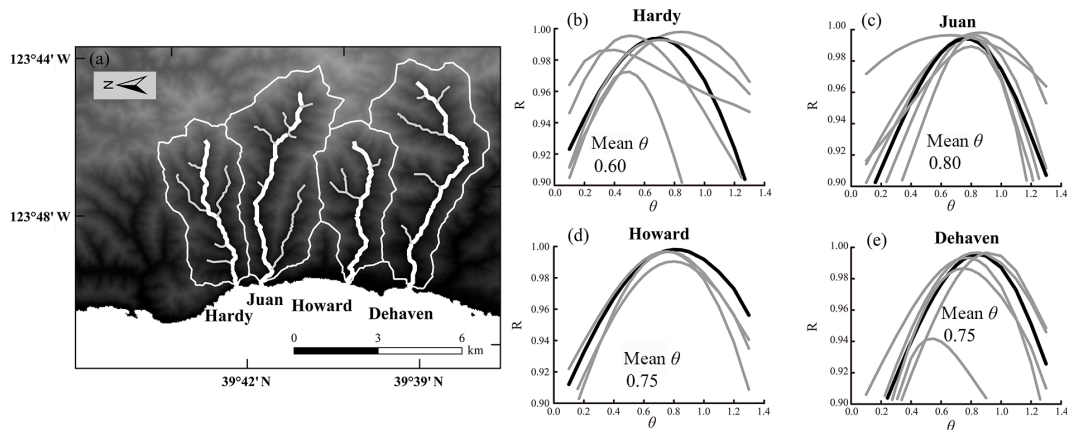 (a)
123°44' W
N
123°48' W
Hardy
Juan
Howard
Dehaven
0 3 6
km
39°42'N
39°39'N
(b)
Hardy
1.00
0.98
0.96
0.94
0.92
0.90
R
Mean θ
0.60
0.0 0.2 0.4 0.6 0.8 1.0 1.2 1.4
θ
(c)
Juan
1.00
0.98
0.96
0.94
0.92
0.90
R
Mean θ
0.80
0.0 0.2 0.4 0.6 0.8 1.0 1.2 1.4
θ
(d)
Howard
1.00
0.98
0.96
0.94
0.92
0.90
R
Mean θ
0.75
0.0 0.2 0.4 0.6 0.8 1.0 1.2 1.4
θ
(e)
Dehaven
1.00
0.98
0.96
0.94
0.92
0.90
R
Mean θ
0.75
0.0 0.2 0.4 0.6 0.8 1.0 1.2 1.4
θ